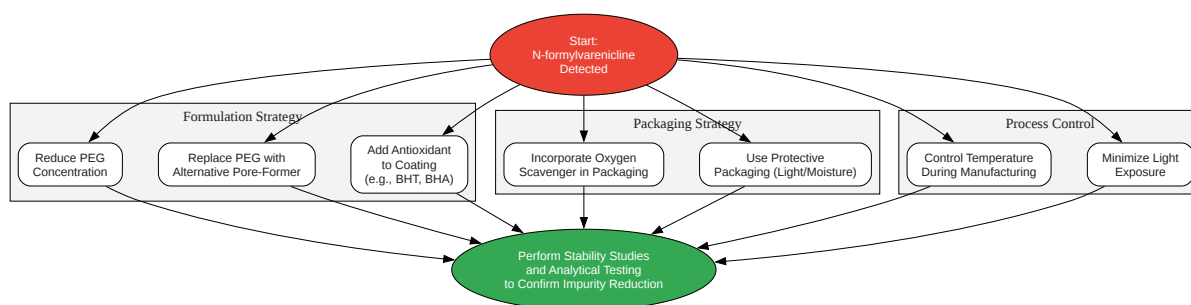 Start:
N-formylvarenicline
Detected
Formulation Strategy
Packaging Strategy
Process Control
Reduce PEG
Concentration
Replace PEG with
Alternative Pore-Former
Add Antioxidant
to Coating
(e.g., BHT, BHA)
Incorporate Oxygen
Scavenger in Packaging
Use Protective
Packaging (Light/Moisture)
Control Temperature
During Manufacturing
Minimize Light
Exposure
Perform Stability Studies
and Analytical Testing
to Confirm Impurity Reduction